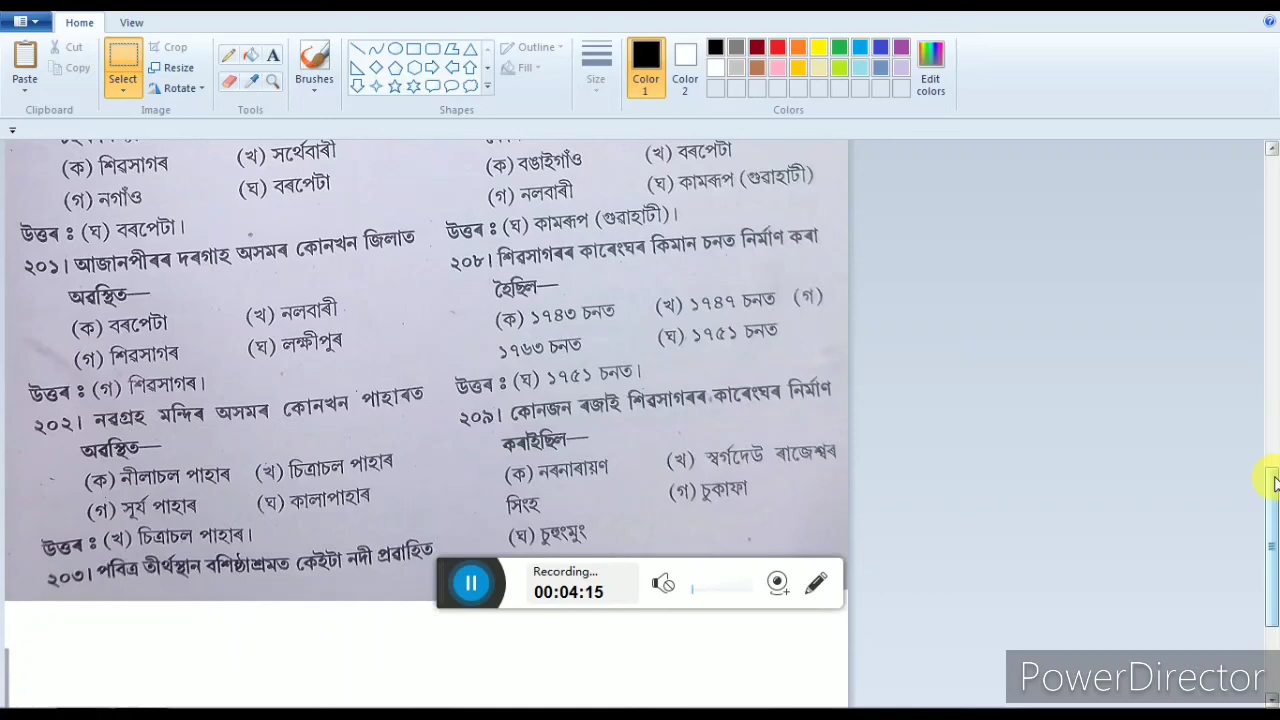 Home
View
Paste
Cut
Copy
Select
Crop
Resize
Rotate
Brushes
Outline
Fill
Size
Color 1
Color 2
Edit colors
Clipboard
Image
Tools
Shapes
Colors
(ক) শিৱসাগৰ (খ) সৰ্থেবাৰী
(গ) নগাঁও (ঘ) বৰপেটা
উত্তৰ : (ঘ) বৰপেটা।
২০১। আজানপীৰৰ দৰগাহ অসমৰ কোনখন জিলাত
অৱস্থিত—
(ক) বৰপেটা (খ) নলবাৰী
(গ) শিৱসাগৰ (ঘ) লক্ষীপূৰ
উত্তৰ : (গ) শিৱসাগৰ।
২০২। নৱগ্ৰহ মন্দিৰ অসমৰ কোনখন পাহাৰত
অৱস্থিত—
(ক) নীলাচল পাহাৰ (খ) চিত্ৰাচল পাহাৰ
(গ) সূৰ্য পাহাৰ (ঘ) কালাপাহাৰ
উত্তৰ : (খ) চিত্ৰাচল পাহাৰ।
২০৩। পবিত্ৰ তীৰ্থস্থান বশিষ্ঠাশ্ৰমত কেইটা নদী প্ৰৱাহিত
(ক) বঙাইগাঁও (খ) বৰপেটা
(গ) নলবাৰী (ঘ) কামৰূপ (গুৱাহাটী)
উত্তৰ : (ঘ) কামৰূপ (গুৱাহাটী)।
২০৮। শিৱসাগৰৰ কাৰেংঘৰ কিমান চনত নিৰ্মাণ কৰা
হৈছিল—
(ক) ১৭৪৩ চনত (খ) ১৭৪৭ চনত (গ)
১৭৬৩ চনত (ঘ) ১৭৫১ চনত
উত্তৰ : (ঘ) ১৭৫১ চনত।
২০৯। কোনজন ৰজাই শিৱসাগৰৰ কাৰেংঘৰ নিৰ্মাণ
কৰাইছিল—
(ক) নৰনাৰায়ণ (খ) স্বৰ্গদেউ ৰাজেশ্বৰ
সিংহ (গ) চুকাফা
(ঘ) চুহুংমুং
Recording...
00:04:15
PowerDirector